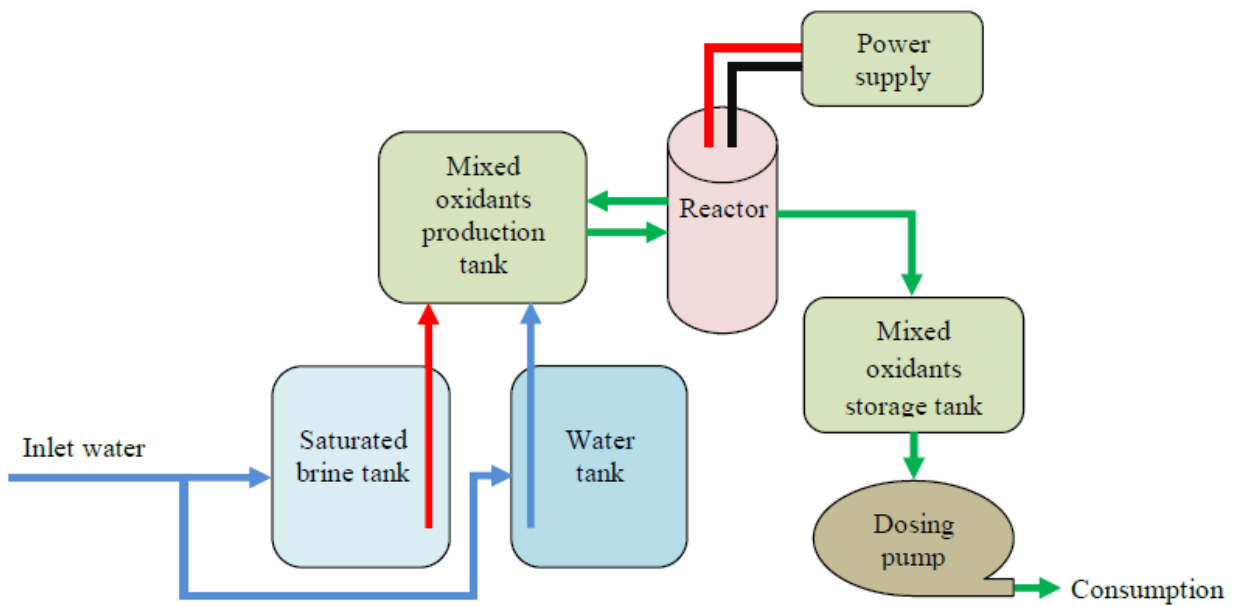 Power
supply
Mixed
oxidants
production
tank
Reactor
Mixed
oxidants
storage tank
Inlet water
Saturated
brine tank
Water
tank
Dosing
pump
Consumption